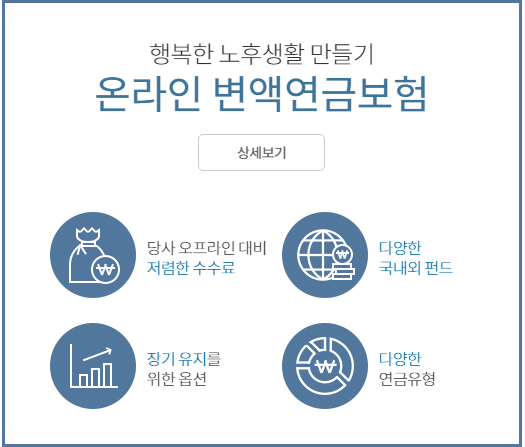 행복한 노후생활 만들기
온라인 변액연금보험
상세보기
당사 오프라인 대비
저렴한 수수료
다양한
국내외 펀드
장기 유지를
위한 옵션
다양한
연금유형